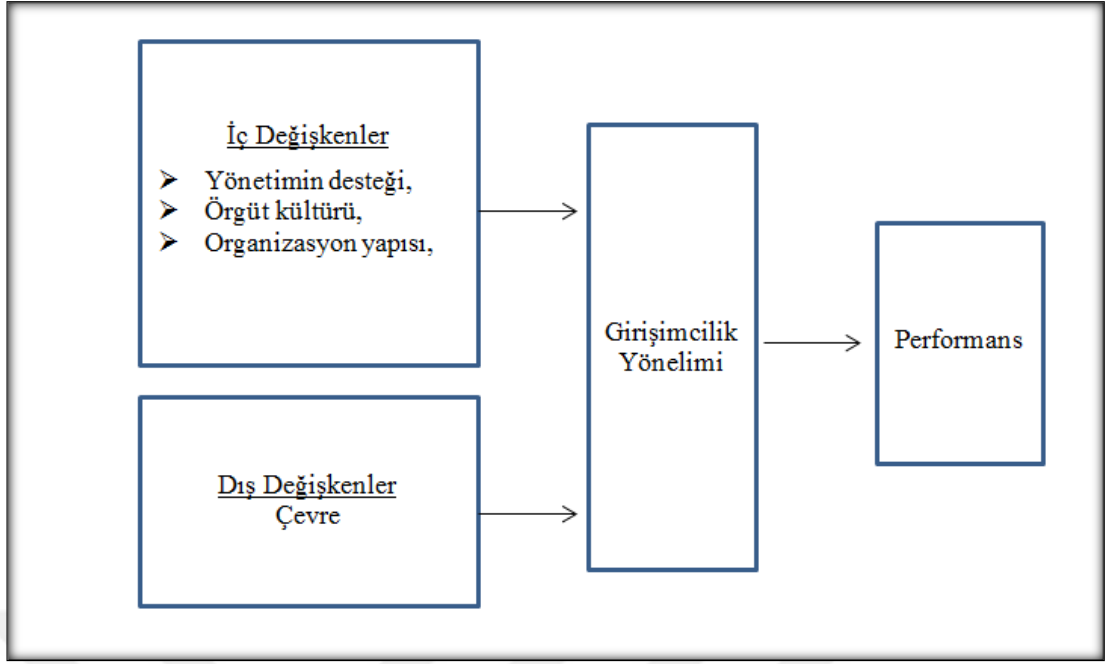 İç Değişkenler
➢ Yönetimin desteği,
➢ Örgüt kültürü,
➢ Organizasyon yapısı,
Dış Değişkenler
Çevre
Girişimcilik
Yönelimi
Performans